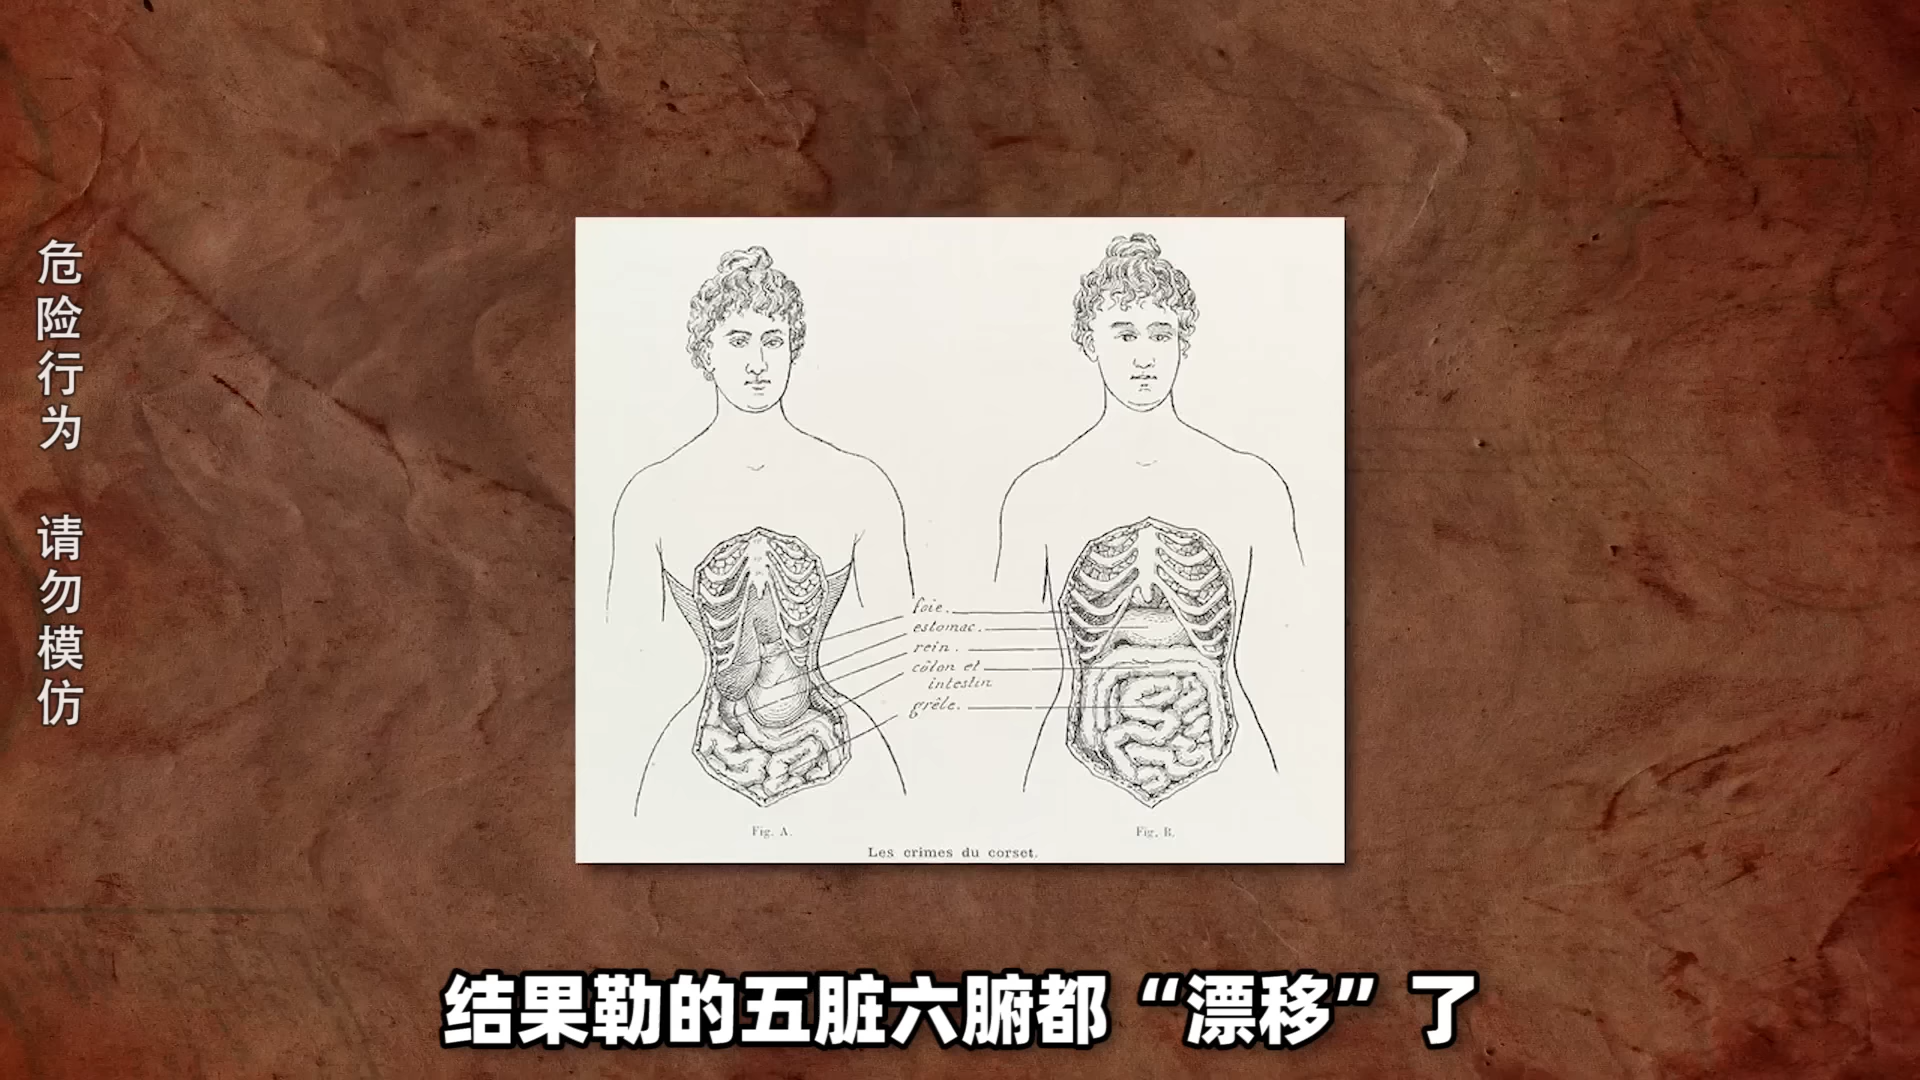 危险行为 请勿模仿
foie.
estomac.
rein.
côlon et
intestin
grêle.
Fig. A.
Fig. B.
Les crimes du corset.
结果勒的五脏六腑都“漂移”了